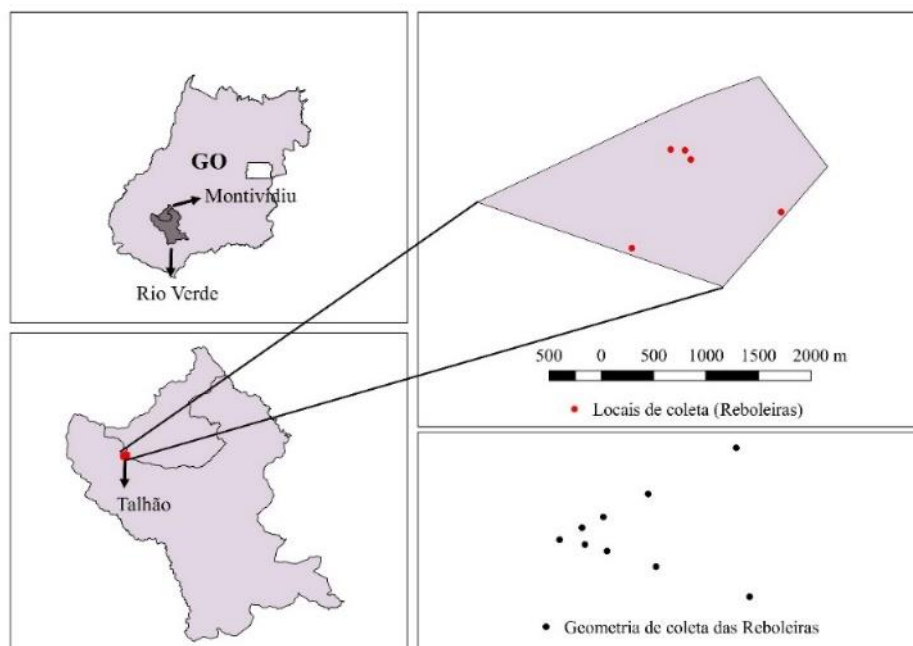 GO
Montividiu
Rio Verde
500 0 500 1000 1500 2000 m
Locais de coleta (Reboleiras)
Talhão
Geometria de coleta das Reboleiras